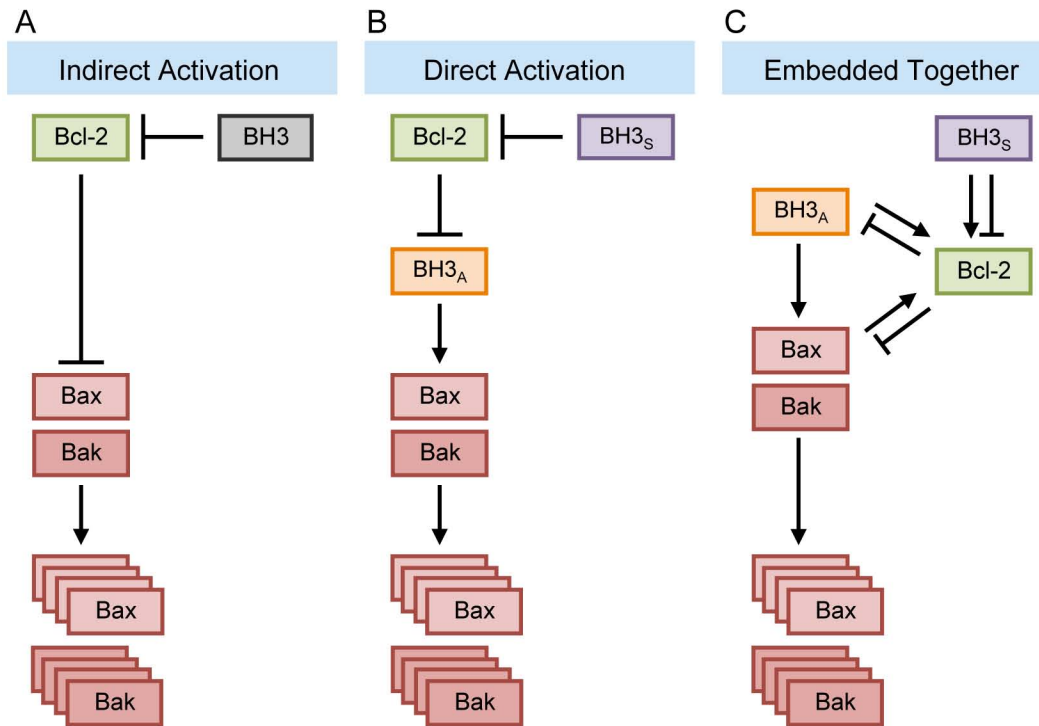 A
Indirect Activation
Bcl-2
BH3
Bax
Bak
Bax
Bak
B
Direct Activation
Bcl-2
BH3S
BH3A
Bax
Bak
Bax
Bak
C
Embedded Together
BH3S
BH3A
Bcl-2
Bax
Bak
Bax
Bak